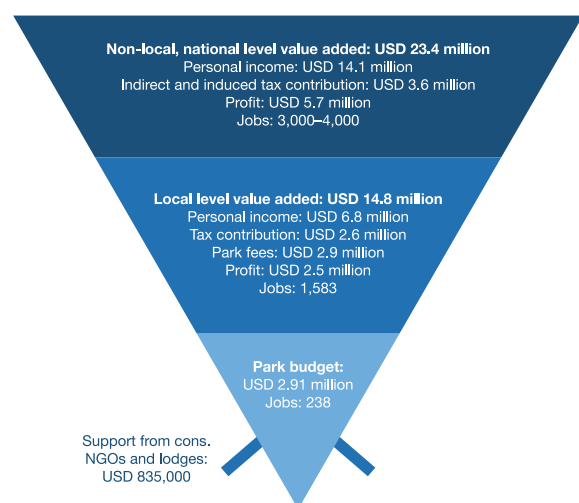 Non-local, national level value added: USD 23.4 million
Personal income: USD 14.1 million
Indirect and induced tax contribution: USD 3.6 million
Profit: USD 5.7 million
Jobs: 3,000–4,000
Local level value added: USD 14.8 million
Personal income: USD 6.8 million
Tax contribution: USD 2.6 million
Park fees: USD 2.9 million
Profit: USD 2.5 million
Jobs: 1,583
Park budget:
USD 2.91 million
Jobs: 238
Support from cons.
NGOs and lodges:
USD 835,000